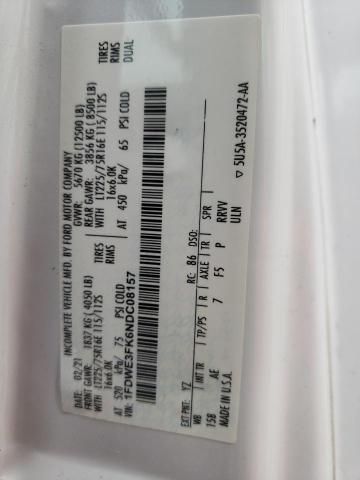 INCOMPLETE VEHICLE MFD. BY FORD MOTOR COMPANY
DATE: 02/21 GVWR: 5670 KG (12500 LB)
FRONT GAWR: 1837 KG (4050 LB) REAR GAWR: 3856 KG (8500 LB)
WITH LT225/75R16E 115/112S TIRES WITH LT225/75R16E 115/112S TIRES
16x6.0K RIMS 16x6.0K RIMS
AT 520 kPa/ 75 PSI COLD AT 450 kPa/ 65 PSI COLD DUAL
VIN: 1FDWE3FK6NDC08157
EXT PNT: YZ RC: 86 DSO:
WB TP/PS R AXLE TR SPR
158 AE 7 F5 P RRVV
MADE IN U.S.A. ULN
▽ 5U5A-3520472-AA